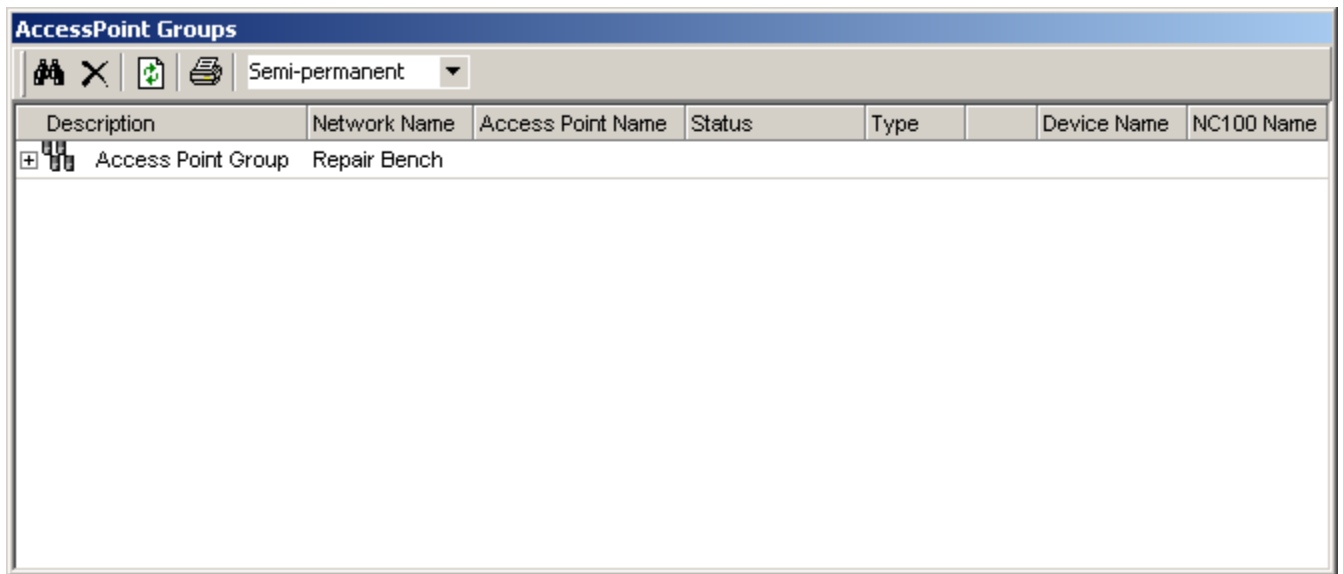 AccessPoint Groups
Semi-permanent
Description Network Name Access Point Name Status Type Device Name NC100 Name
Access Point Group Repair Bench